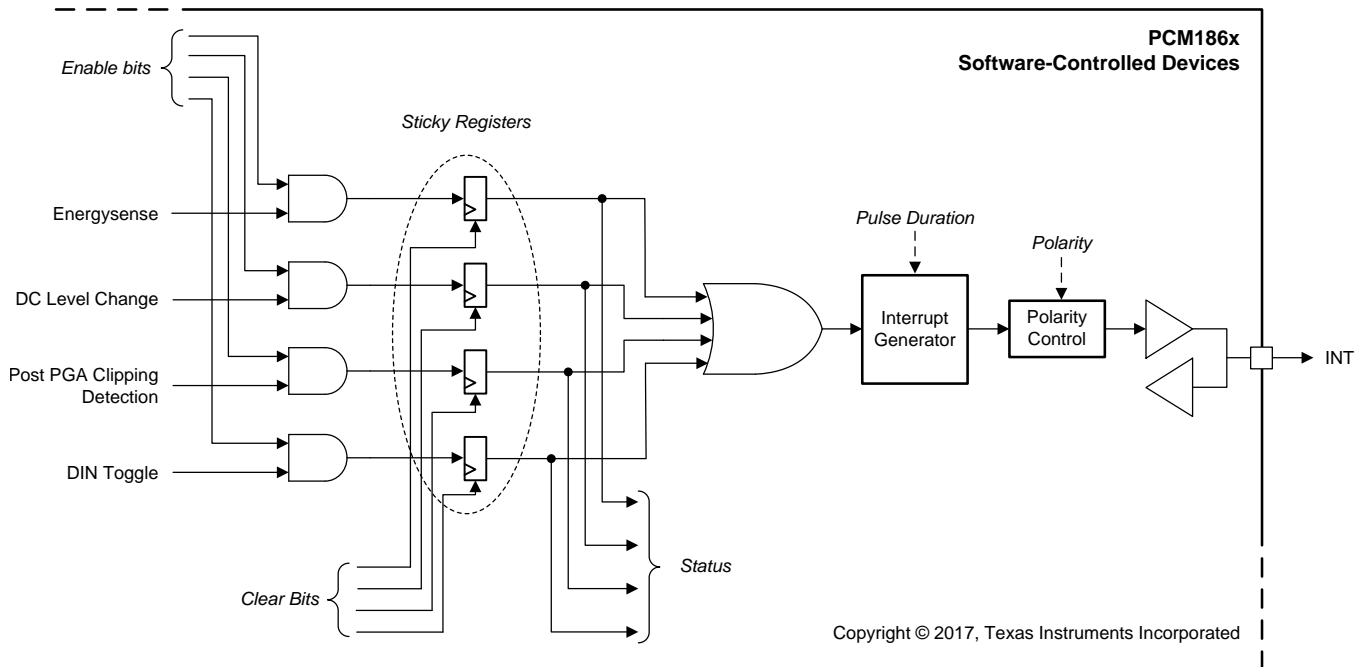 PCM186x
Software-Controlled Devices
Enable bits
Sticky Registers
Energysense
DC Level Change
Post PGA Clipping
Detection
DIN Toggle
Pulse Duration
Polarity
Interrupt
Generator
Polarity
Control
INT
Clear Bits
Status
Copyright © 2017, Texas Instruments Incorporated